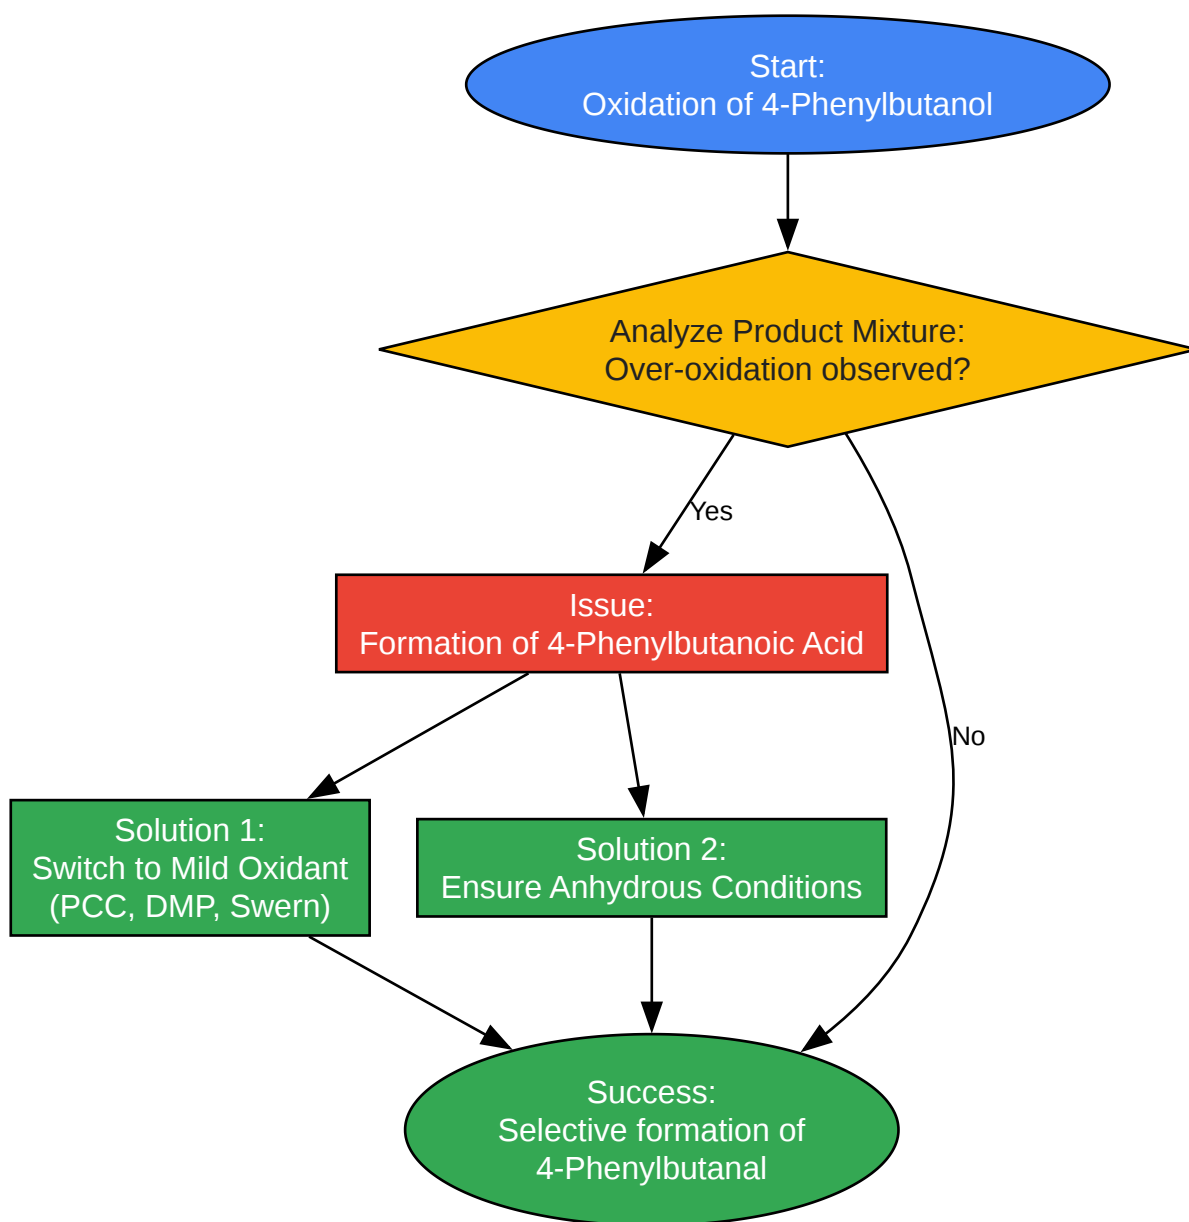 Start:
Oxidation of 4-Phenylbutanol
Analyze Product Mixture:
Over-oxidation observed?
Yes
Issue:
Formation of 4-Phenylbutanoic Acid
No
Solution 1:
Switch to Mild Oxidant
(PCC, DMP, Swern)
Solution 2:
Ensure Anhydrous Conditions
Success:
Selective formation of
4-Phenylbutanal